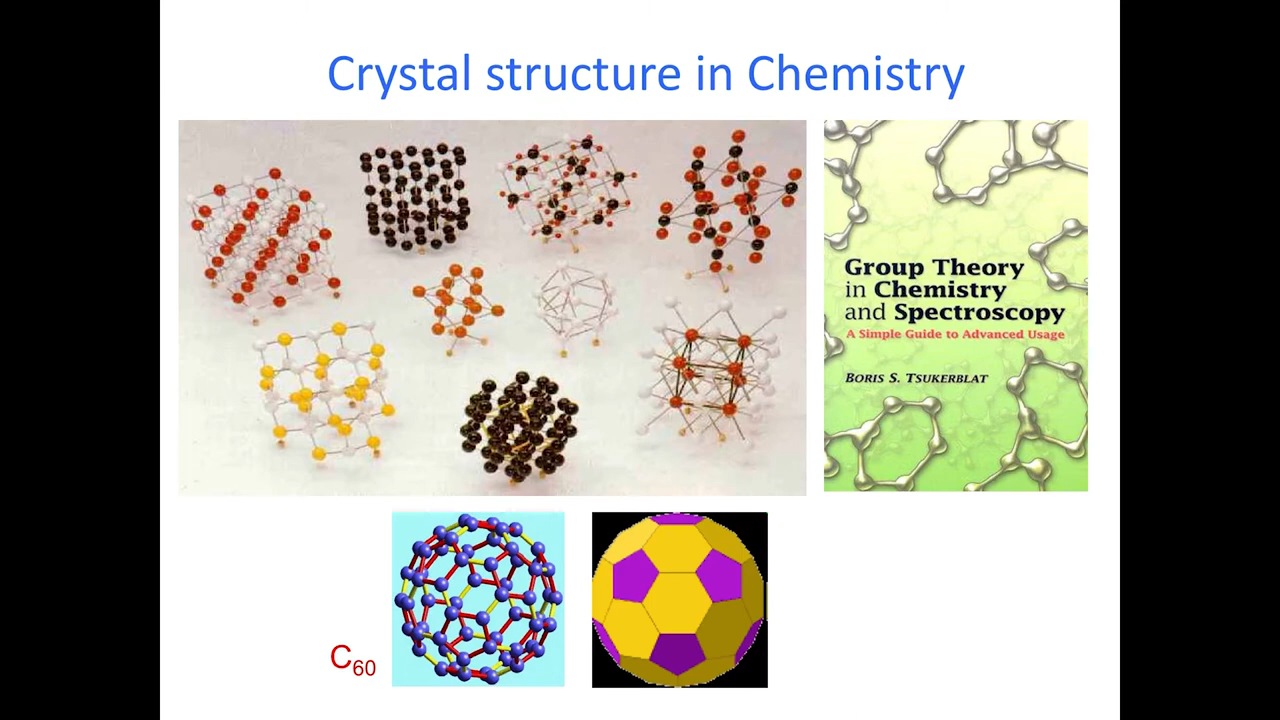 Crystal structure in Chemistry
Group Theory
in Chemistry
and Spectroscopy
A Simple Guide to Advanced Usage
BORIS S. TSUKERBLAT
C60